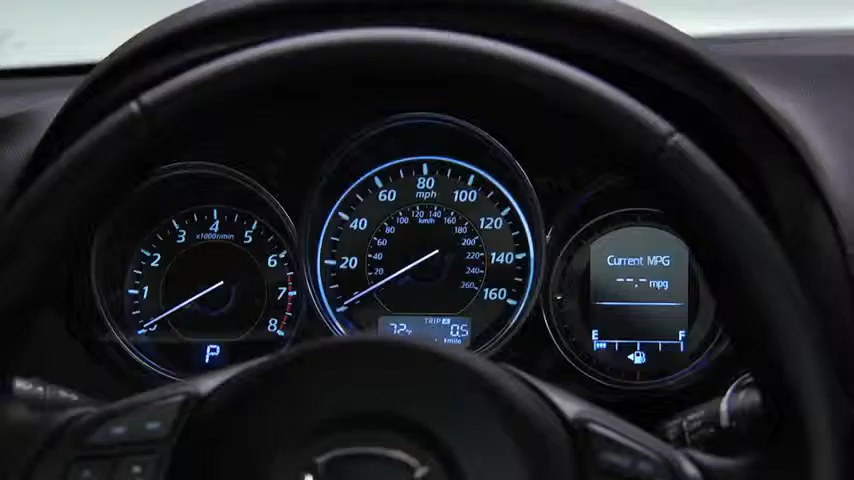 0 1 2 3 4 5 6 7 8
x1000r/min
P
20 40 60 80 100 120 140 160
mph
20 40 60 80 100 120 140 160 180 200 220 240 260
km/h
TRIP A
72°F 0.5
mile
Current MPG
--.- mpg
E F